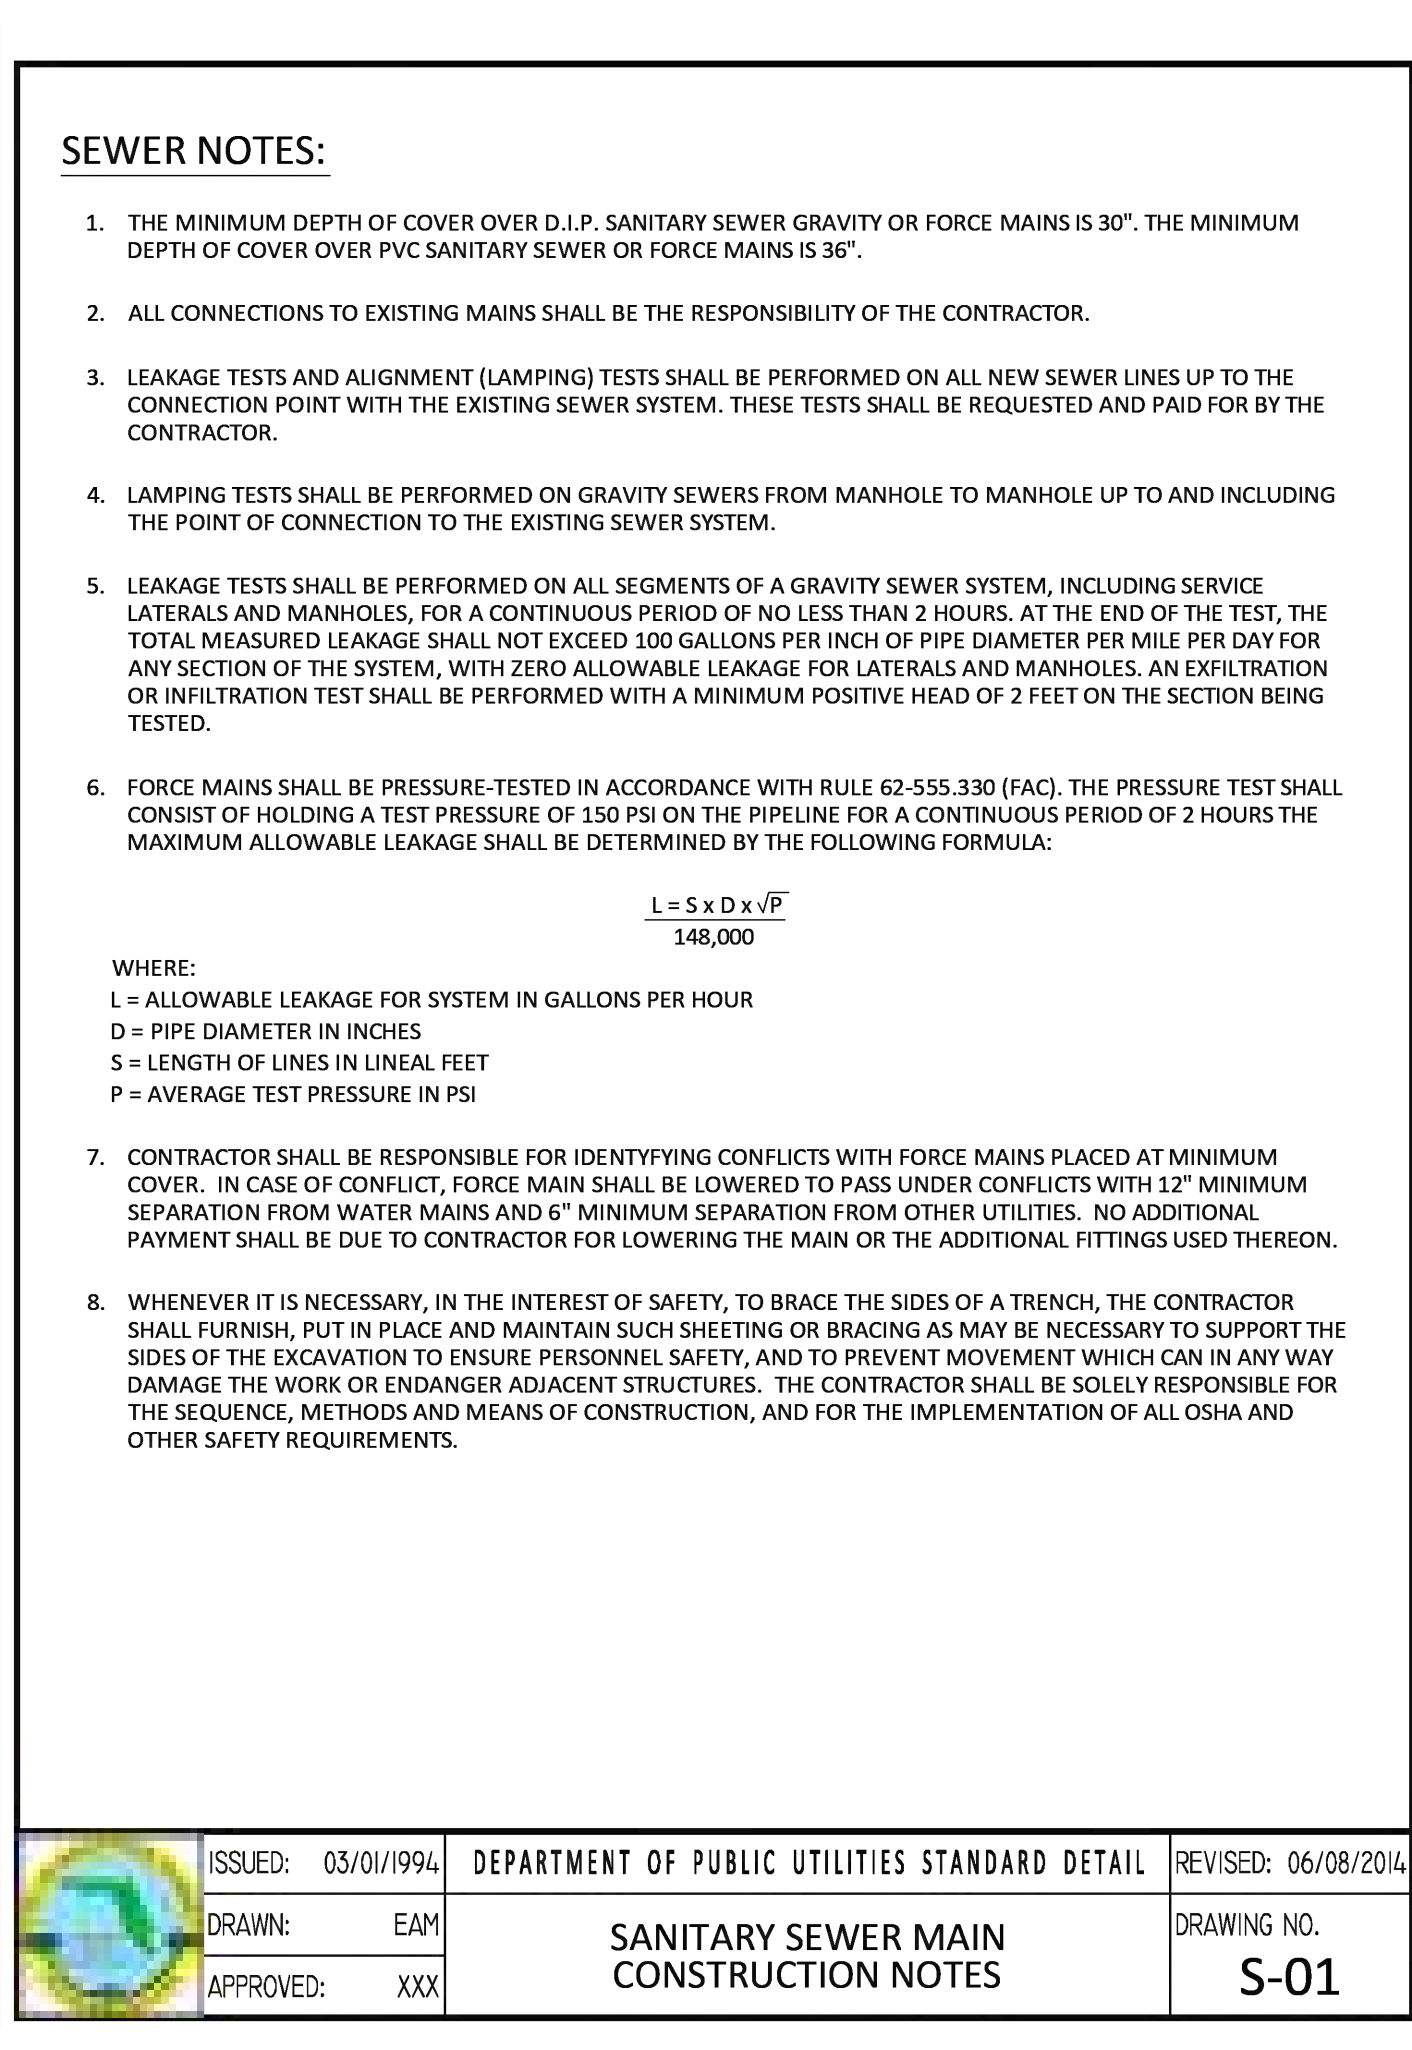 SEWER NOTES:
1. THE MINIMUM DEPTH OF COVER OVER D.I.P. SANITARY SEWER GRAVITY OR FORCE MAINS IS 30". THE MINIMUM
DEPTH OF COVER OVER PVC SANITARY SEWER OR FORCE MAINS IS 36".
2. ALL CONNECTIONS TO EXISTING MAINS SHALL BE THE RESPONSIBILITY OF THE CONTRACTOR.
3. LEAKAGE TESTS AND ALIGNMENT (LAMPING) TESTS SHALL BE PERFORMED ON ALL NEW SEWER LINES UP TO THE
CONNECTION POINT WITH THE EXISTING SEWER SYSTEM. THESE TESTS SHALL BE REQUESTED AND PAID FOR BY THE
CONTRACTOR.
4. LAMPING TESTS SHALL BE PERFORMED ON GRAVITY SEWERS FROM MANHOLE TO MANHOLE UP TO AND INCLUDING
THE POINT OF CONNECTION TO THE EXISTING SEWER SYSTEM.
5. LEAKAGE TESTS SHALL BE PERFORMED ON ALL SEGMENTS OF A GRAVITY SEWER SYSTEM, INCLUDING SERVICE
LATERALS AND MANHOLES, FOR A CONTINUOUS PERIOD OF NO LESS THAN 2 HOURS. AT THE END OF THE TEST, THE
TOTAL MEASURED LEAKAGE SHALL NOT EXCEED 100 GALLONS PER INCH OF PIPE DIAMETER PER MILE PER DAY FOR
ANY SECTION OF THE SYSTEM, WITH ZERO ALLOWABLE LEAKAGE FOR LATERALS AND MANHOLES. AN EXFILTRATION
OR INFILTRATION TEST SHALL BE PERFORMED WITH A MINIMUM POSITIVE HEAD OF 2 FEET ON THE SECTION BEING
TESTED.
6. FORCE MAINS SHALL BE PRESSURE-TESTED IN ACCORDANCE WITH RULE 62-555.330 (FAC). THE PRESSURE TEST SHALL
CONSIST OF HOLDING A TEST PRESSURE OF 150 PSI ON THE PIPELINE FOR A CONTINUOUS PERIOD OF 2 HOURS THE
MAXIMUM ALLOWABLE LEAKAGE SHALL BE DETERMINED BY THE FOLLOWING FORMULA:
L = S x D x √P
148,000
WHERE:
L = ALLOWABLE LEAKAGE FOR SYSTEM IN GALLONS PER HOUR
D = PIPE DIAMETER IN INCHES
S = LENGTH OF LINES IN LINEAL FEET
P = AVERAGE TEST PRESSURE IN PSI
7. CONTRACTOR SHALL BE RESPONSIBLE FOR IDENTYFYING CONFLICTS WITH FORCE MAINS PLACED AT MINIMUM
COVER. IN CASE OF CONFLICT, FORCE MAIN SHALL BE LOWERED TO PASS UNDER CONFLICTS WITH 12" MINIMUM
SEPARATION FROM WATER MAINS AND 6" MINIMUM SEPARATION FROM OTHER UTILITIES. NO ADDITIONAL
PAYMENT SHALL BE DUE TO CONTRACTOR FOR LOWERING THE MAIN OR THE ADDITIONAL FITTINGS USED THEREON.
8. WHENEVER IT IS NECESSARY, IN THE INTEREST OF SAFETY, TO BRACE THE SIDES OF A TRENCH, THE CONTRACTOR
SHALL FURNISH, PUT IN PLACE AND MAINTAIN SUCH SHEETING OR BRACING AS MAY BE NECESSARY TO SUPPORT THE
SIDES OF THE EXCAVATION TO ENSURE PERSONNEL SAFETY, AND TO PREVENT MOVEMENT WHICH CAN IN ANY WAY
DAMAGE THE WORK OR ENDANGER ADJACENT STRUCTURES. THE CONTRACTOR SHALL BE SOLELY RESPONSIBLE FOR
THE SEQUENCE, METHODS AND MEANS OF CONSTRUCTION, AND FOR THE IMPLEMENTATION OF ALL OSHA AND
OTHER SAFETY REQUIREMENTS.
ISSUED: 03/01/1994
DRAWN: EAM
APPROVED: XXX
DEPARTMENT OF PUBLIC UTILITIES STANDARD DETAIL
SANITARY SEWER MAIN
CONSTRUCTION NOTES
REVISED: 06/08/2014
DRAWING NO.
S-01